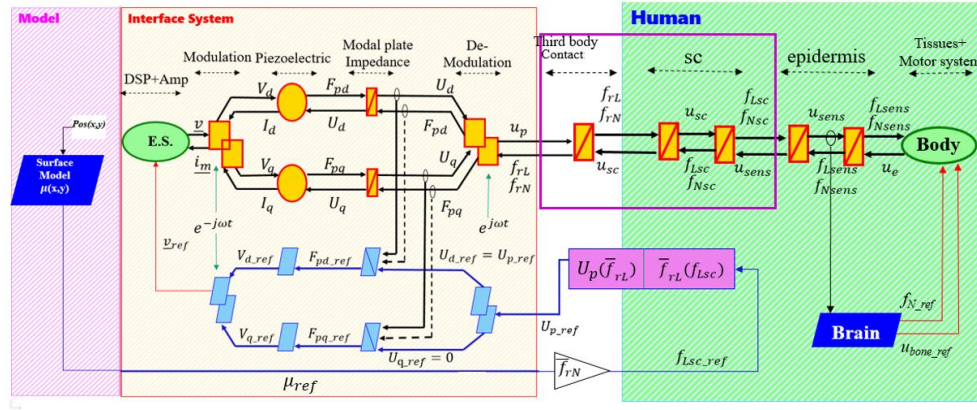 Model
Interface System
Human
Modulation
Piezoelectric
Modal plate
Impedance
De-
Modulation
Third body
Contact
sc
epidermis
Tissues+
Motor system
DSP+Amp
Pos(x,y)
Surface
Model
μ(x,y)
E.S.
v
i_m
V_d
I_d
V_q
I_q
F_pd
U_d
F_pq
U_q
U_d
F_pd
U_q
F_pq
u_p
f_rL
f_rN
f_rL
f_rN
u_sc
u_sc
f_Lsc
f_Nsc
f_Lsc
f_Nsc
u_sens
u_sens
f_Lsens
f_Nsens
f_Lsens
f_Nsens
u_e
Body
e^{-jωt}
e^{jωt}
v_ref
V_d_ref
F_pd_ref
U_d_ref = U_p_ref
V_q_ref
F_pq_ref
U_q_ref = 0
U_p_ref
U_p(f̅_rL)
f̅_rL(f_Lsc)
f_Lsc_ref
f̅_rN
μ_ref
Brain
f_N_ref
u_bone_ref